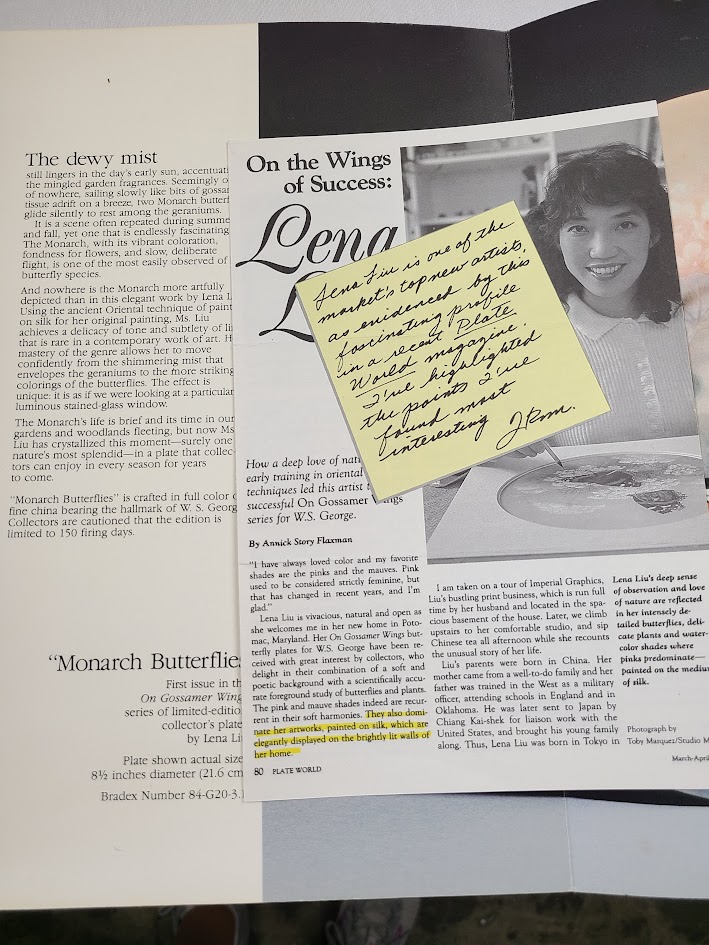 The dewy mist
still lingers in the day's early sun,
the mingled garden fragrances. Seemingly
of nowhere, sailing slowly like bits of
tissue adrift on a breeze, two Monarch
glide silently to rest among the geraniums.
It is a scene often repeated during
and fall, yet one that is endlessly fascinating
The Monarch, with its vibrant coloration,
fondness for flowers, and slow, deliberate
flight, is one of the most easily observed of
butterfly species.
And nowhere is the Monarch more artfully
depicted than in this elegant work by Lena
Using the ancient Oriental technique of
on silk for her original painting, Ms. Liu
achieves a delicacy of tone and subtlety of
that is rare in a contemporary work of art.
mastery of the genre allows her to move
confidently from the shimmering mist that
envelopes the geraniums to the more striking
colorings of the butterflies. The effect is
unique: it is as if we were looking at a particular
luminous stained-glass window.
The Monarch's life is brief and its time in our
gardens and woodlands fleeting, but now
Liu has crystallized this moment—surely one
nature's most splendid—in a plate that
tors can enjoy in every season for years
to come.
"Monarch Butterflies" is crafted in full color
fine china bearing the hallmark of W. S.
Collectors are cautioned that the edition is
limited to 150 firing days.
"Monarch
First issue in
On Gossamer
series of
collector's
by Lena
Plate shown actual size
8½ inches diameter (21.6 cm
Bradex Number
On the Wings
of Success:
Lena
Lena Liu is one of the
market's top new artists,
as evidenced by this
fascinating profile
in a recent Plate
World magazine.
I've highlighted
the points I've
found most
interesting
How a deep love of
early training in oriental
techniques led this artist
successful On Gossamer
series for W.S. George.
By Annick Story Flaxman
"I have always loved color and my favorite
shades are the pinks and the mauves. Pink
used to be considered strictly feminine, but
that has changed in recent years, and I'm
glad."
Lena Liu is vivacious, natural and open as
she welcomes me in her new home in Poto-
mac, Maryland. Her On Gossamer Wings but-
terfly plates for W.S. George have been re-
ceived with great interest by collectors, who
delight in their combination of a soft and
poetic background with a scientifically accu-
rate foreground study of butterflies and plants.
The pink and mauve shades indeed are recur-
rent in their soft harmonies. They also domi-
nate her artworks, painted on silk, which are
elegantly displayed on the brightly lit walls of
her home.
80 PLATE WORLD
I am taken on a tour of Imperial Graphics,
Liu's bustling print business, which is run full
time by her husband and located in the spa-
cious basement of the house. Later, we climb
upstairs to her comfortable studio, and sip
Chinese tea all afternoon while she recounts
the unusual story of her life.
Liu's parents were born in China. Her
mother came from a well-to-do family and her
father was trained in the West as a military
officer, attending schools in England and in
Oklahoma. He was later sent to Japan by
Chiang Kai-shek for liaison work with the
United States, and brought his young family
along. Thus, Lena Liu was born in Tokyo in
Lena Liu's deep sense
of observation and love
of nature are reflected
in her intensely de-
tailed butterflies, deli-
cate plants and water-
color shades where
pinks predominate—
painted on the medium
of silk.
Photograph by
Toby Marquez/Studio